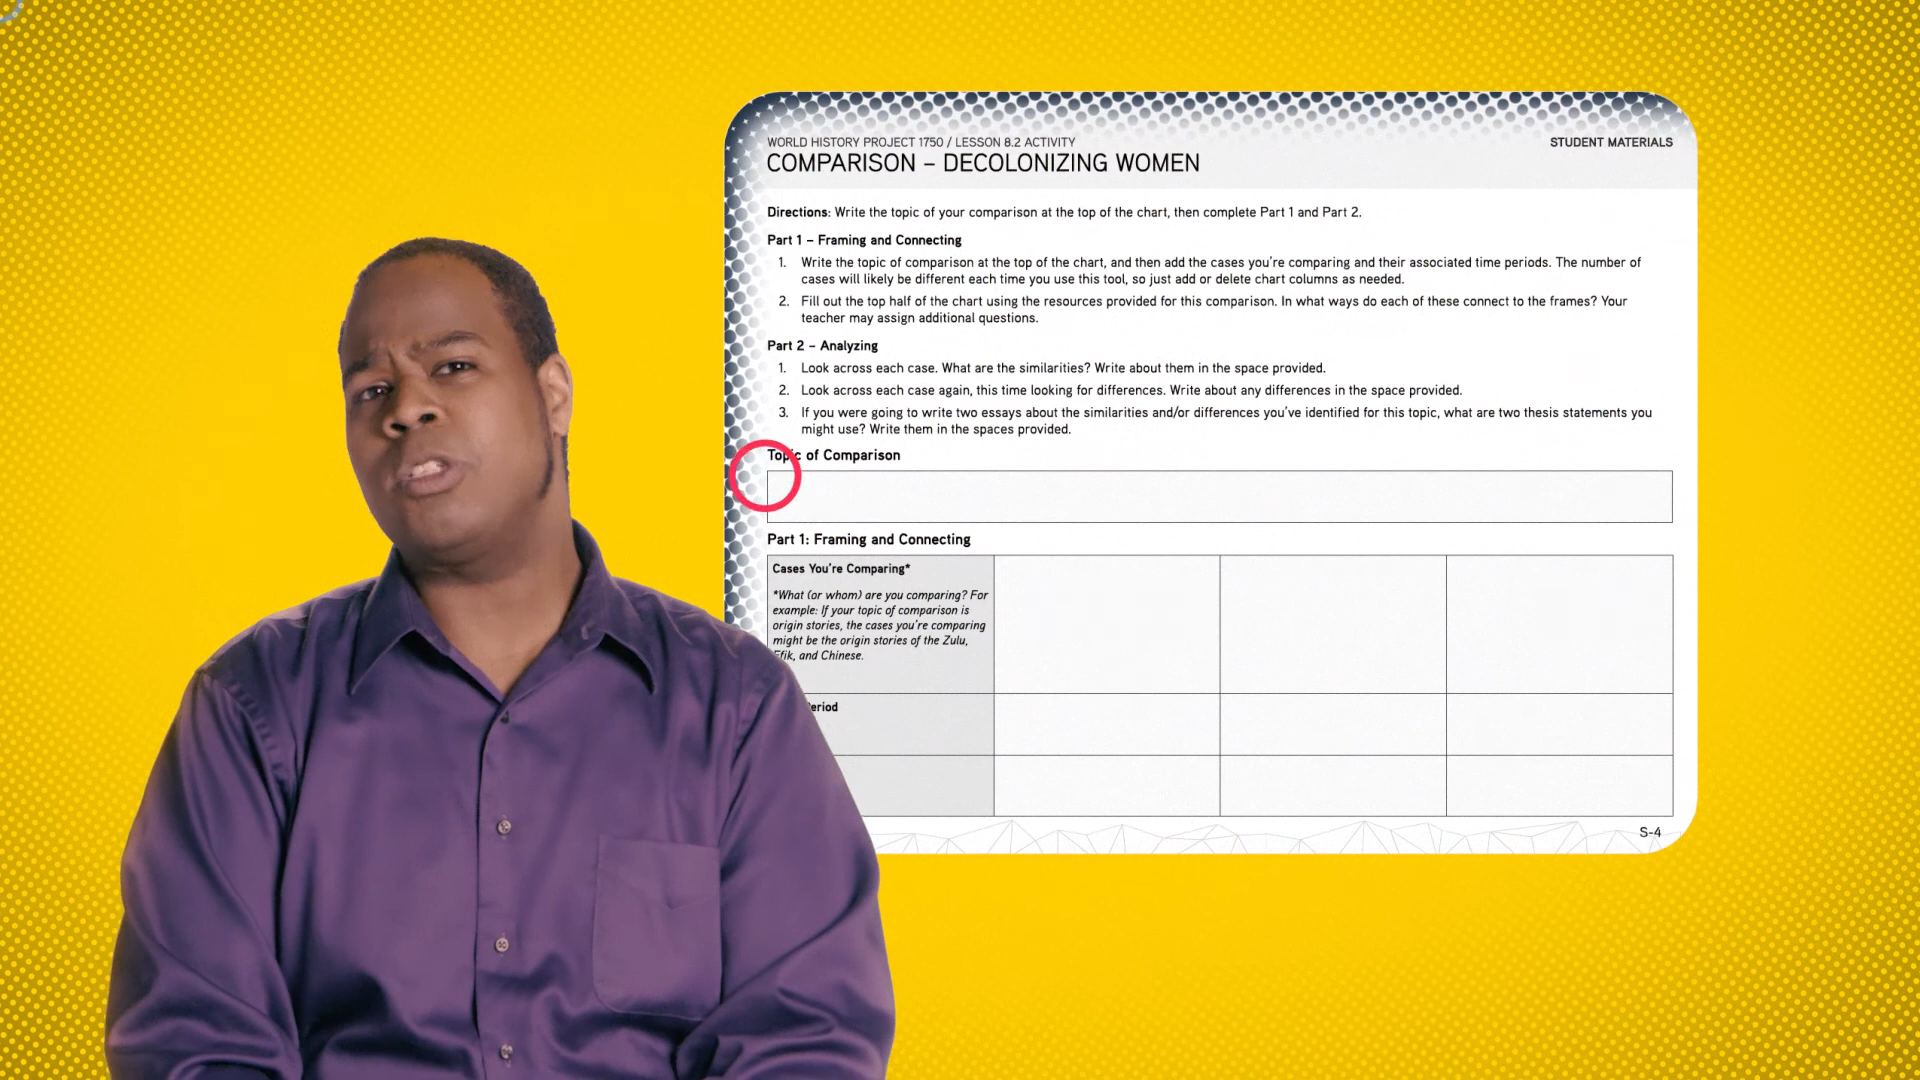 WORLD HISTORY PROJECT 1750 / LESSON 8.2 ACTIVITY
STUDENT MATERIALS
COMPARISON – DECOLONIZING WOMEN
Directions: Write the topic of your comparison at the top of the chart, then complete Part 1 and Part 2.
Part 1 – Framing and Connecting
1. Write the topic of comparison at the top of the chart, and then add the cases you're comparing and their associated time periods. The number of
cases will likely be different each time you use this tool, so just add or delete chart columns as needed.
2. Fill out the top half of the chart using the resources provided for this comparison. In what ways do each of these connect to the frames? Your
teacher may assign additional questions.
Part 2 – Analyzing
1. Look across each case. What are the similarities? Write about them in the space provided.
2. Look across each case again, this time looking for differences. Write about any differences in the space provided.
3. If you were going to write two essays about the similarities and/or differences you've identified for this topic, what are two thesis statements you
might use? Write them in the spaces provided.
Topic of Comparison
Part 1: Framing and Connecting
Cases You're Comparing*
*What (or whom) are you comparing? For
example: If your topic of comparison is
origin stories, the cases you're comparing
might be the origin stories of the Zulu,
Efik, and Chinese.
eriod
S-4